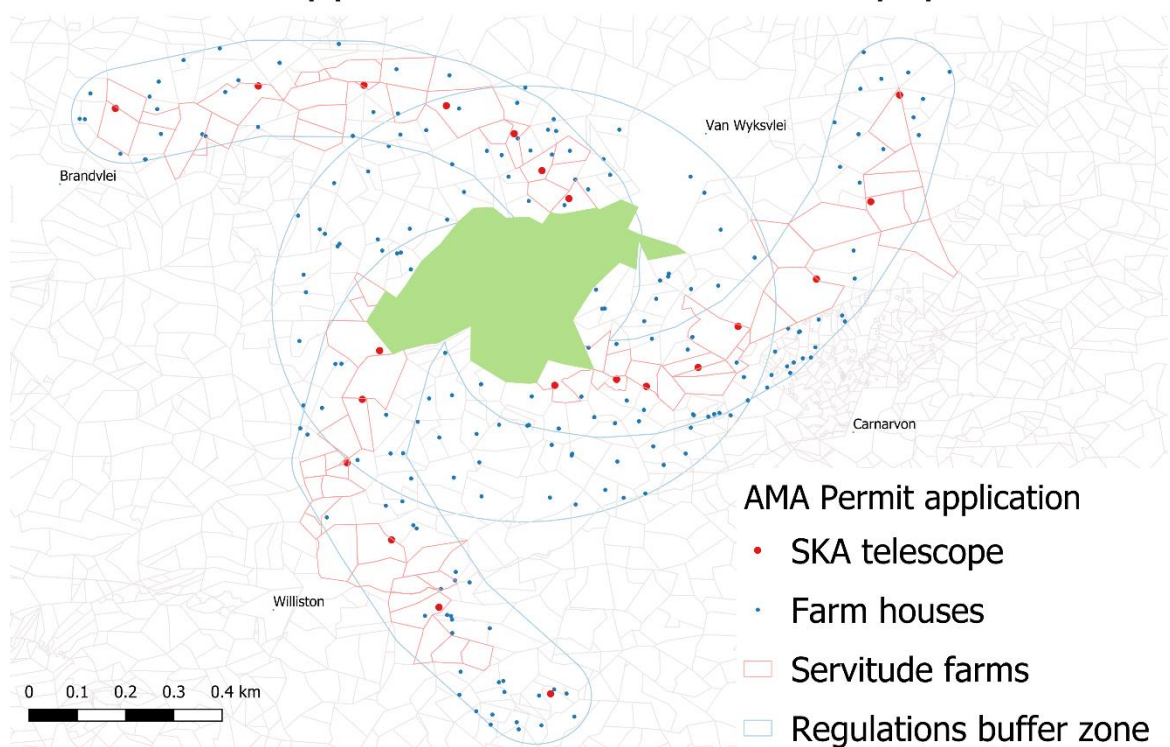 Van Wyksvlei
Brandvlei
Carnarvon
Williston
AMA Permit application
SKA telescope
Farm houses
Servitude farms
Regulations buffer zone
0 0.1 0.2 0.3 0.4 km